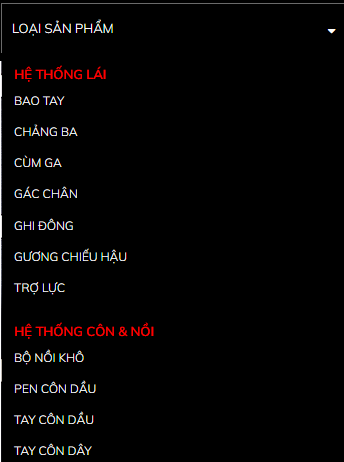 LOẠI SẢN PHẨM
HỆ THỐNG LÁI
BAO TAY
CHẢNG BA
CÙM GA
GÁC CHÂN
GHI ĐÔNG
GƯƠNG CHIẾU HẬU
TRỢ LỰC
HỆ THỐNG CÔN & NỒI
BỘ NỒI KHÔ
PEN CÔN DẦU
TAY CÔN DẦU
TAY CÔN DÂY